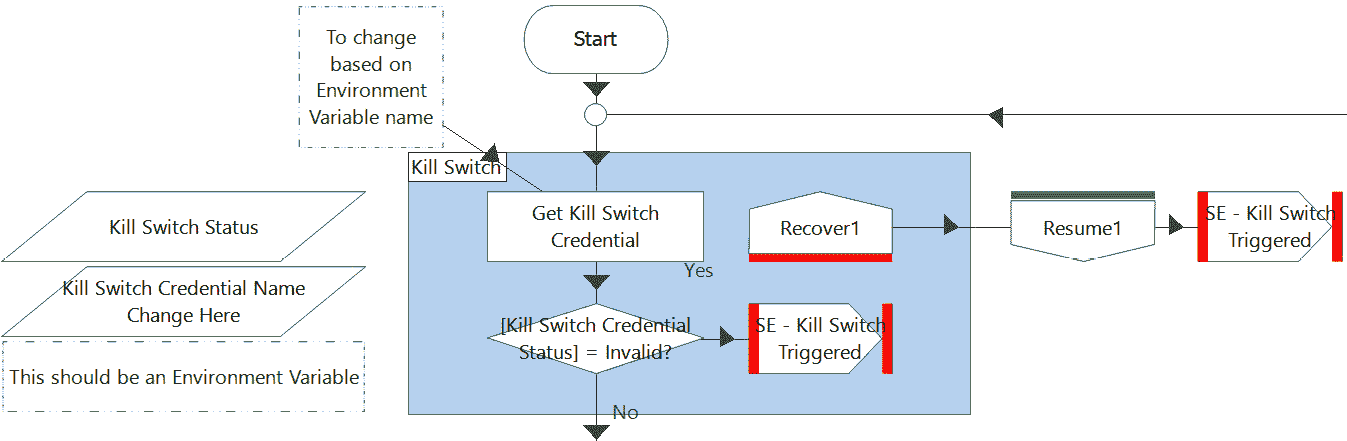 To change
based on
Environment
Variable name
Start
Kill Switch
Get Kill Switch
Credential
Recover1
Resume1
SE - Kill Switch
Triggered
Kill Switch Status
Yes
Kill Switch Credential Name
Change Here
[Kill Switch Credential
Status] = Invalid?
SE - Kill Switch
Triggered
This should be an Environment Variable
No